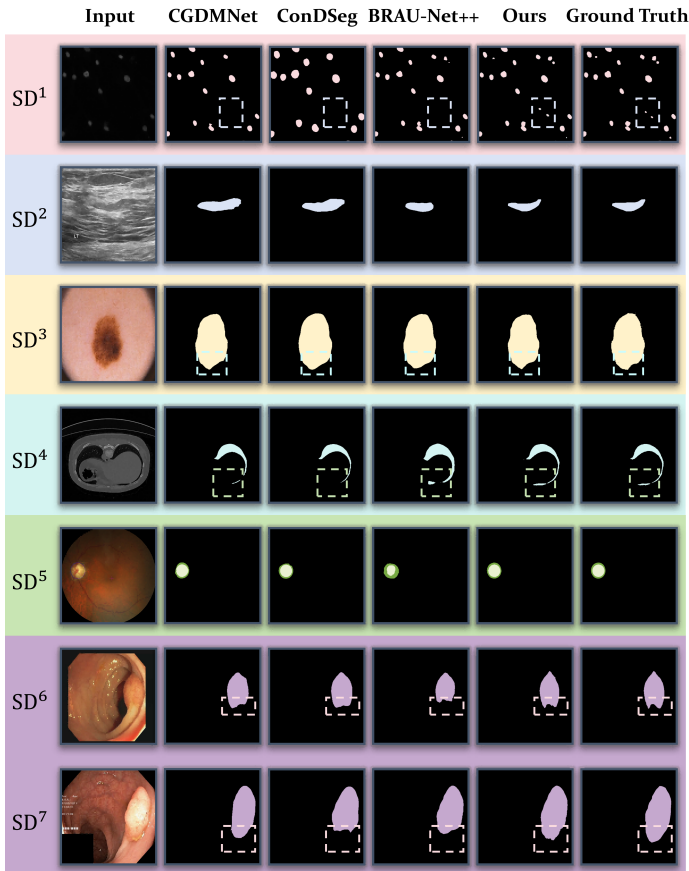 Input CGDMNet ConDSeg BRAU-Net++ Ours Ground Truth
SD¹
SD²
SD³
SD⁴
SD⁵
SD⁶
SD⁷